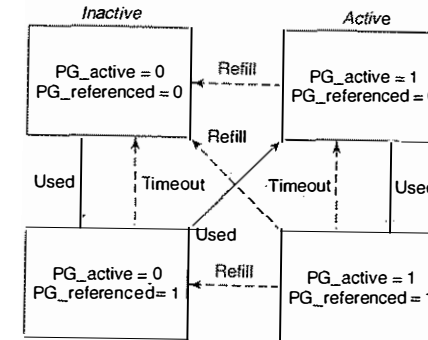 Inactive Active
PG_active = 0
PG_referenced = 0
Refill
PG_active = 1
PG_referenced =
Refill
Used
Timeout
Timeout
Use
Used
PG_active = 0
PG_referenced = 1
Refill
PG_active = 1
PG_referenced =